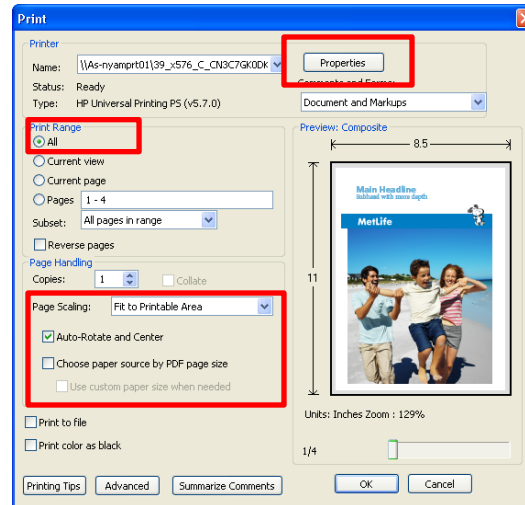 Print
Printer
Name: \\As-nyamprt01\39_x576_C_CN3C7GK0DK
Properties
Status: Ready
Comments and Forms:
Type: HP Universal Printing PS (v5.7.0)
Document and Markups
Print Range
All
Current view
Current page
Pages 1 - 4
Subset: All pages in range
Reverse pages
Page Handling
Copies: 1 Collate
Page Scaling: Fit to Printable Area
Auto-Rotate and Center
Choose paper source by PDF page size
Use custom paper size when needed
Print to file
Print color as black
Preview: Composite
8.5
11
Main Headline
Subhead with more depth
MetLife
Units: Inches Zoom : 129%
1/4
Printing Tips Advanced Summarize Comments OK Cancel